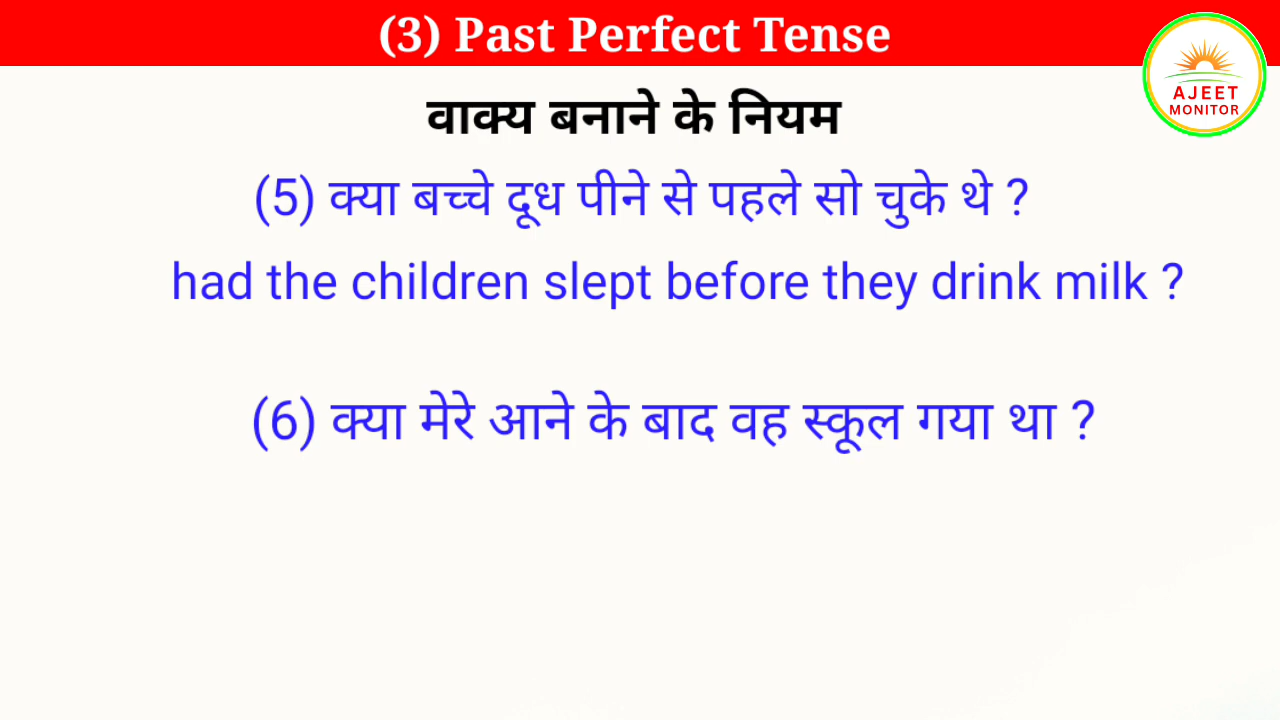 (3) Past Perfect Tense
AJEET
MONITOR
वाक्य बनाने के नियम
(5) क्या बच्चे दूध पीने से पहले सो चुके थे ?
had the children slept before they drink milk ?
(6) क्या मेरे आने के बाद वह स्कूल गया था ?